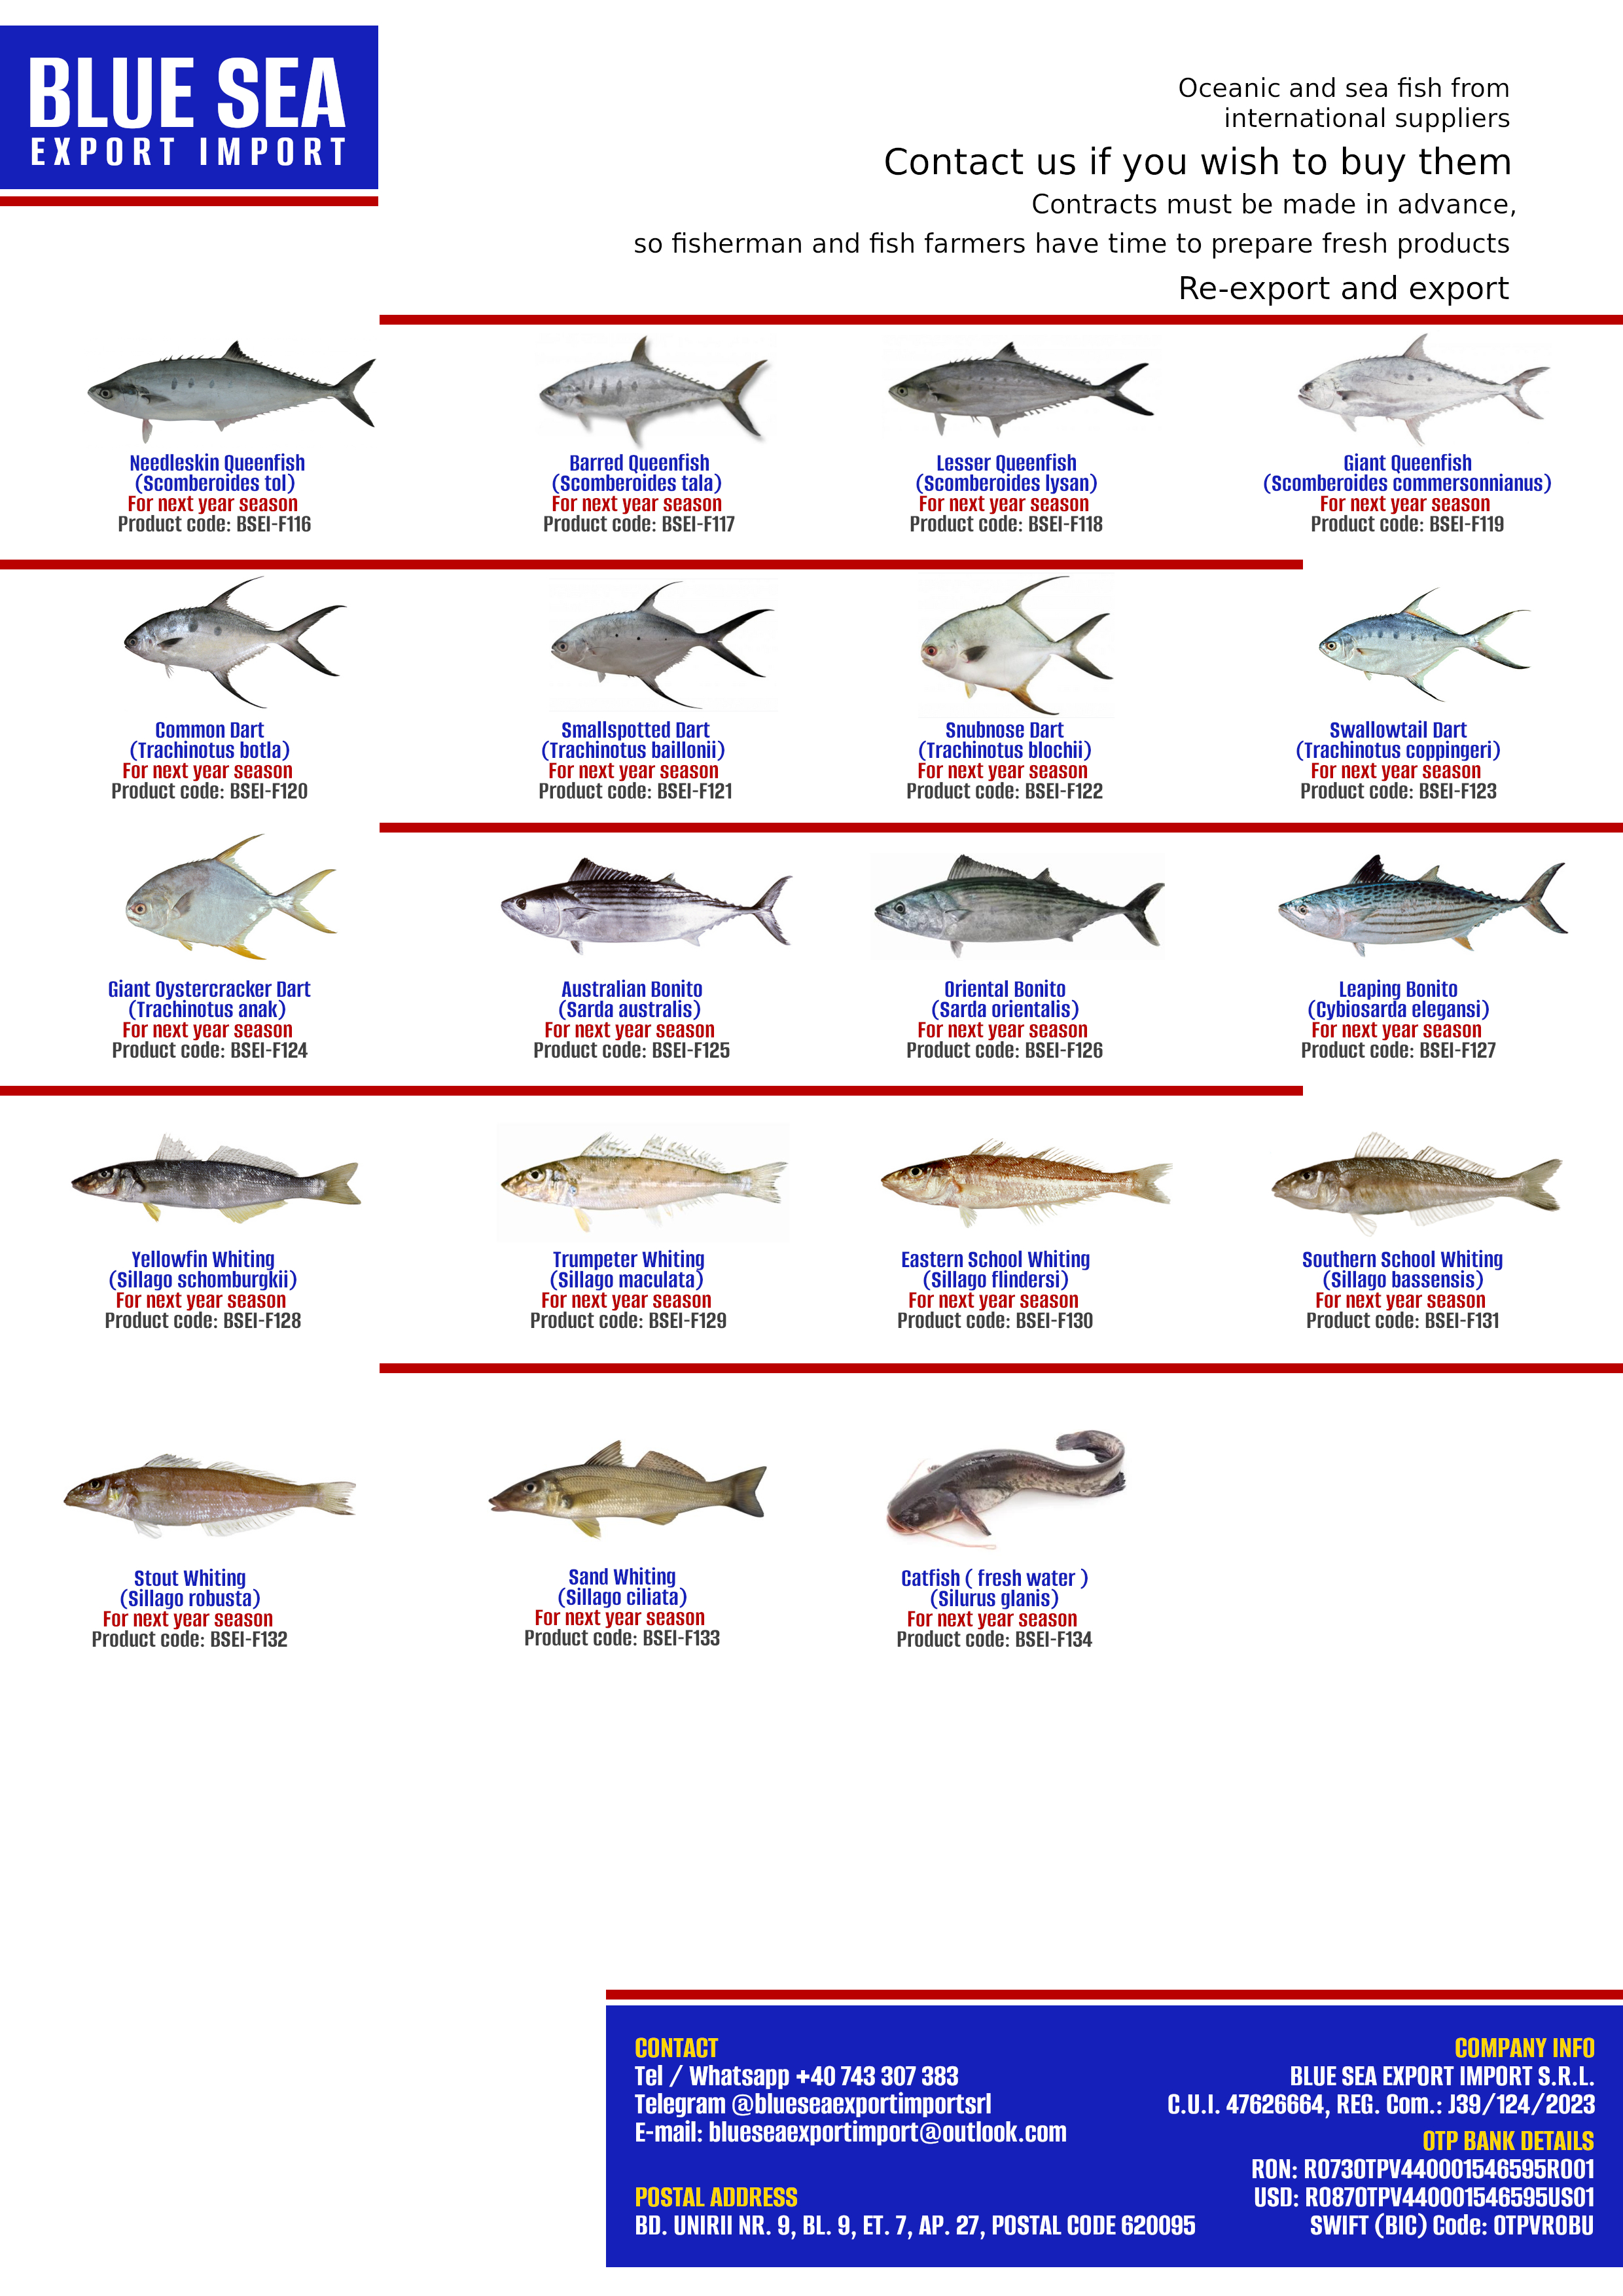 BLUE SEA
EXPORT IMPORT
Oceanic and sea fish from
international suppliers
Contact us if you wish to buy them
Contracts must be made in advance,
so fisherman and fish farmers have time to prepare fresh products
Re-export and export
Needleskin Queenfish
(Scomberoides tol)
For next year season
Product code: BSEI-F116
Barred Queenfish
(Scomberoides tala)
For next year season
Product code: BSEI-F117
Lesser Queenfish
(Scomberoides lysan)
For next year season
Product code: BSEI-F118
Giant Queenfish
(Scomberoides commersonnianus)
For next year season
Product code: BSEI-F119
Common Dart
(Trachinotus botla)
For next year season
Product code: BSEI-F120
Smallspotted Dart
(Trachinotus baillonii)
For next year season
Product code: BSEI-F121
Snubnose Dart
(Trachinotus blochii)
For next year season
Product code: BSEI-F122
Swallowtail Dart
(Trachinotus coppingeri)
For next year season
Product code: BSEI-F123
Giant Oystercracker Dart
(Trachinotus anak)
For next year season
Product code: BSEI-F124
Australian Bonito
(Sarda australis)
For next year season
Product code: BSEI-F125
Oriental Bonito
(Sarda orientalis)
For next year season
Product code: BSEI-F126
Leaping Bonito
(Cybiosarda elegansi)
For next year season
Product code: BSEI-F127
Yellowfin Whiting
(Sillago schomburgkii)
For next year season
Product code: BSEI-F128
Trumpeter Whiting
(Sillago maculata)
For next year season
Product code: BSEI-F129
Eastern School Whiting
(Sillago flindersi)
For next year season
Product code: BSEI-F130
Southern School Whiting
(Sillago bassensis)
For next year season
Product code: BSEI-F131
Stout Whiting
(Sillago robusta)
For next year season
Product code: BSEI-F132
Sand Whiting
(Sillago ciliata)
For next year season
Product code: BSEI-F133
Catfish ( fresh water )
(Silurus glanis)
For next year season
Product code: BSEI-F134
CONTACT
Tel / Whatsapp +40 743 307 383
Telegram @blueseaexportimportsrl
E-mail: blueseaexportimport@outlook.com
POSTAL ADDRESS
BD. UNIRII NR. 9, BL. 9, ET. 7, AP. 27, POSTAL CODE 620095
COMPANY INFO
BLUE SEA EXPORT IMPORT S.R.L.
C.U.I. 47626664, REG. Com.: J39/124/2023
OTP BANK DETAILS
RON: RO73OTPV440001546595RO01
USD: RO87OTPV440001546595US01
SWIFT (BIC) Code: OTPVROBU